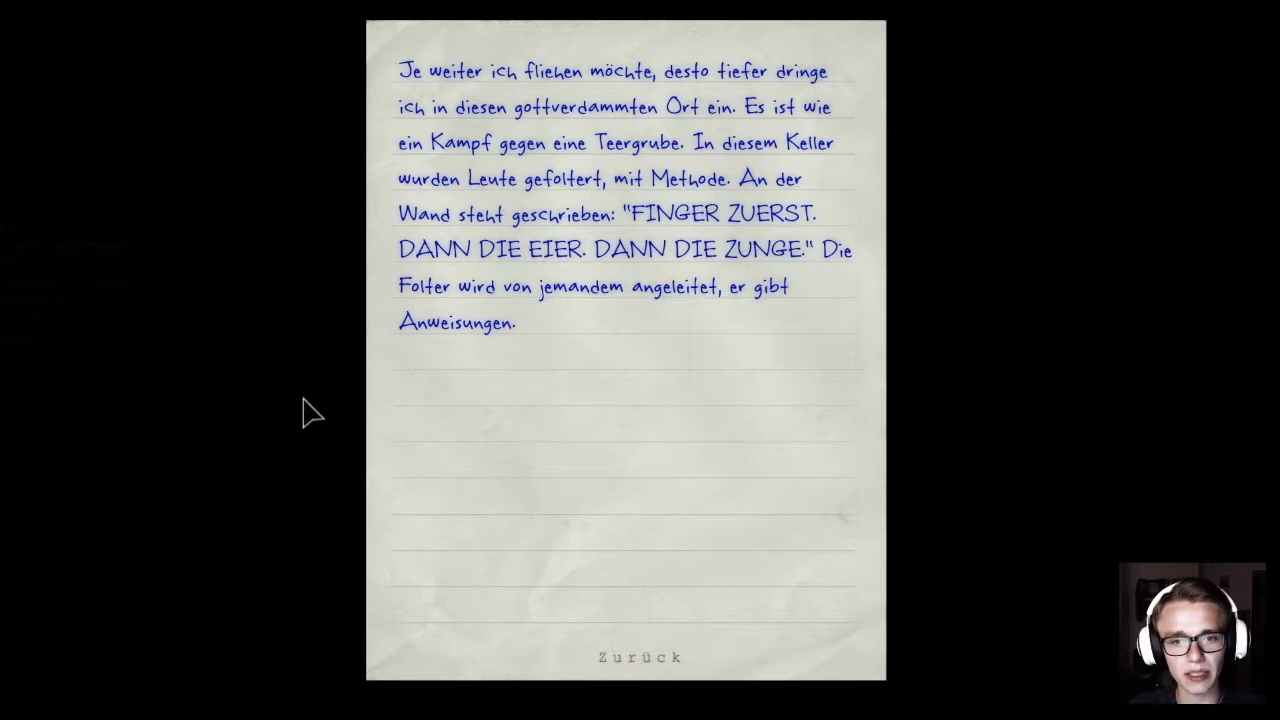 Je weiter ich fliehen möchte, desto tiefer dringe
ich in diesen gottverdammten Ort ein. Es ist wie
ein Kampf gegen eine Teergrube. In diesem Keller
wurden Leute gefoltert, mit Methode. An der
Wand steht geschrieben: "FINGER ZUERST.
DANN DIE EIER. DANN DIE ZUNGE." Die
Folter wird von jemandem angeleitet, er gibt
Anweisungen.
Zurück